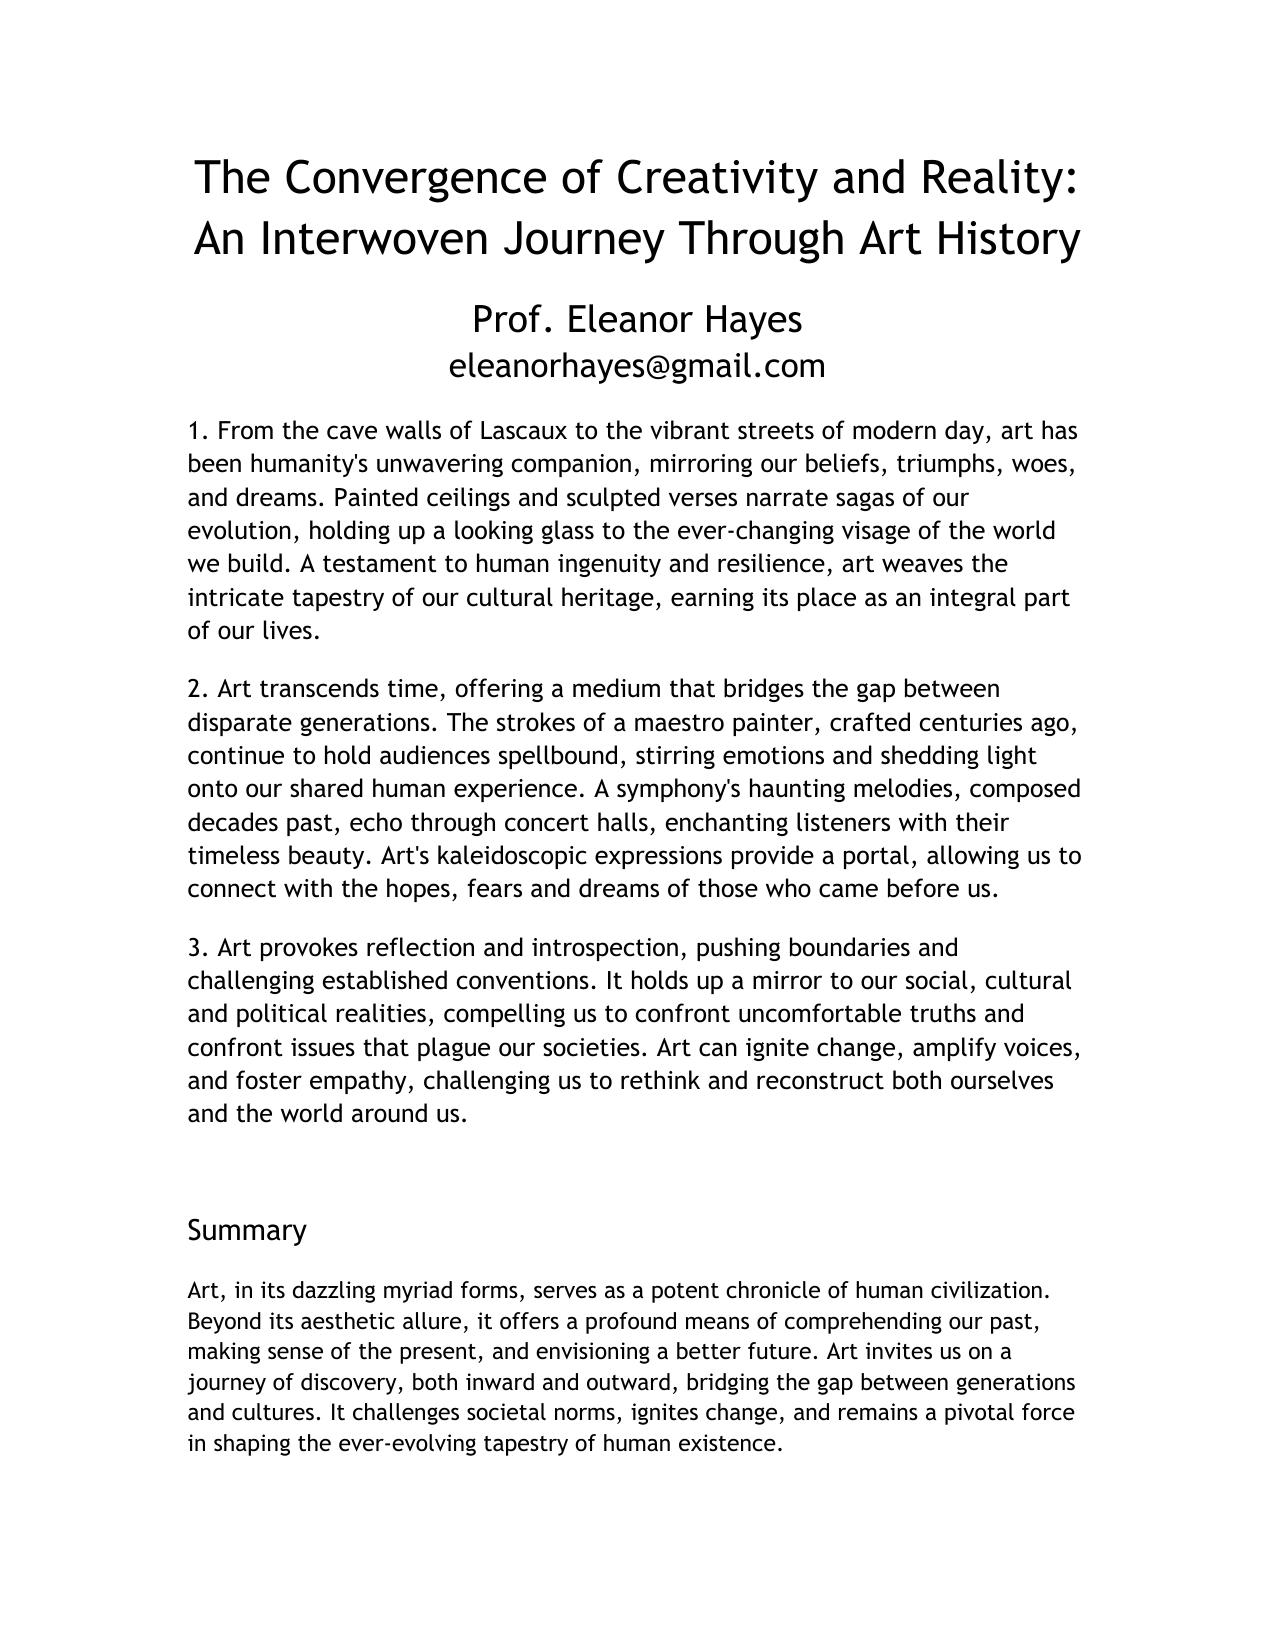 The Convergence of Creativity and Reality:
An Interwoven Journey Through Art History
Prof. Eleanor Hayes
eleanorhayes@gmail.com
1. From the cave walls of Lascaux to the vibrant streets of modern day, art has
been humanity's unwavering companion, mirroring our beliefs, triumphs, woes,
and dreams. Painted ceilings and sculpted verses narrate sagas of our
evolution, holding up a looking glass to the ever-changing visage of the world
we build. A testament to human ingenuity and resilience, art weaves the
intricate tapestry of our cultural heritage, earning its place as an integral part
of our lives.
2. Art transcends time, offering a medium that bridges the gap between
disparate generations. The strokes of a maestro painter, crafted centuries ago,
continue to hold audiences spellbound, stirring emotions and shedding light
onto our shared human experience. A symphony's haunting melodies, composed
decades past, echo through concert halls, enchanting listeners with their
timeless beauty. Art's kaleidoscopic expressions provide a portal, allowing us to
connect with the hopes, fears and dreams of those who came before us.
3. Art provokes reflection and introspection, pushing boundaries and
challenging established conventions. It holds up a mirror to our social, cultural
and political realities, compelling us to confront uncomfortable truths and
confront issues that plague our societies. Art can ignite change, amplify voices,
and foster empathy, challenging us to rethink and reconstruct both ourselves
and the world around us.
Summary
Art, in its dazzling myriad forms, serves as a potent chronicle of human civilization.
Beyond its aesthetic allure, it offers a profound means of comprehending our past,
making sense of the present, and envisioning a better future. Art invites us on a
journey of discovery, both inward and outward, bridging the gap between generations
and cultures. It challenges societal norms, ignites change, and remains a pivotal force
in shaping the ever-evolving tapestry of human existence.